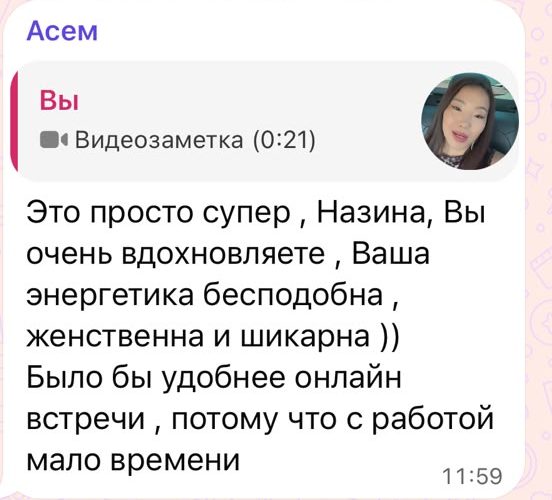 Асем
Вы
Видеозаметка (0:21)
Это просто супер , Назина, Вы
очень вдохновляете , Ваша
энергетика бесподобна ,
женственна и шикарна ))
Было бы удобнее онлайн
встречи , потому что с работой
мало времени
11:59